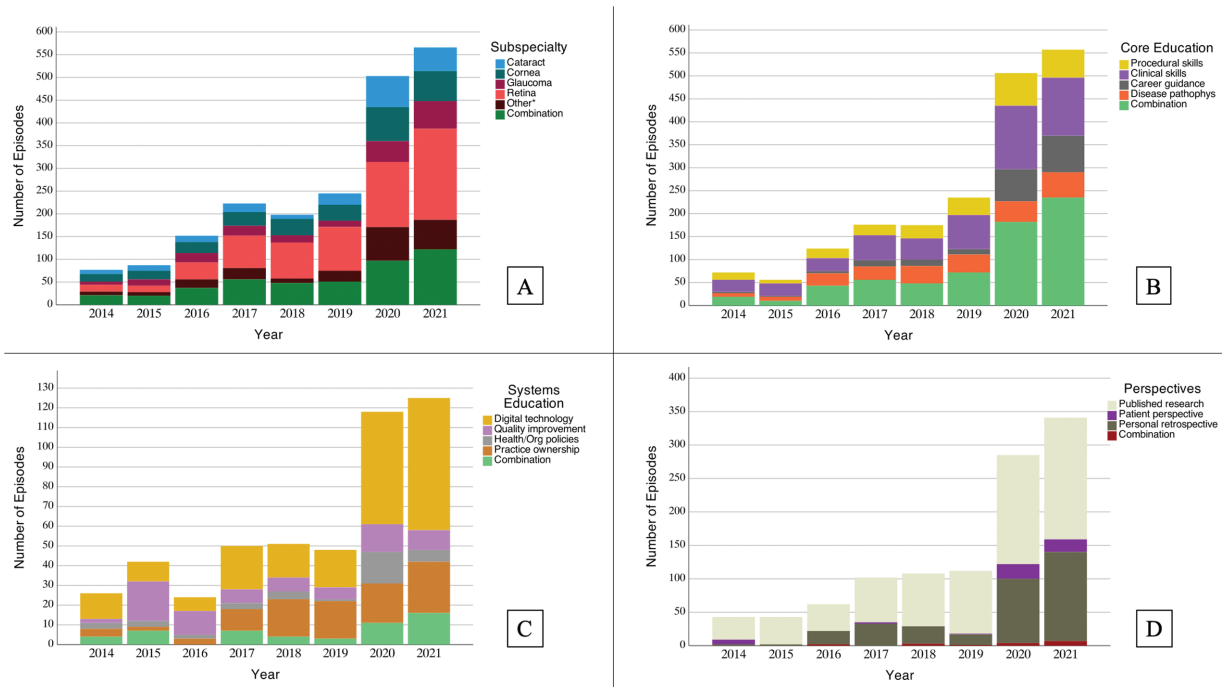 600
550
500
450
400
350
300
250
200
150
100
50
0
Number of Episodes
2014 2015 2016 2017 2018 2019 2020 2021
Year
Subspecialty
Cataract
Cornea
Glaucoma
Retina
Other*
Combination
A
600
550
500
450
400
350
300
250
200
150
100
50
0
Number of Episodes
2014 2015 2016 2017 2018 2019 2020 2021
Year
Core Education
Procedural skills
Clinical skills
Career guidance
Disease pathophys
Combination
B
130
120
110
100
90
80
70
60
50
40
30
20
10
0
Number of Episodes
2014 2015 2016 2017 2018 2019 2020 2021
Year
Systems
Education
Digital technology
Quality improvement
Health/Org policies
Practice ownership
Combination
C
400
350
300
250
200
150
100
50
0
Number of Episodes
2014 2015 2016 2017 2018 2019 2020 2021
Year
Perspectives
Published research
Patient perspective
Personal retrospective
Combination
D